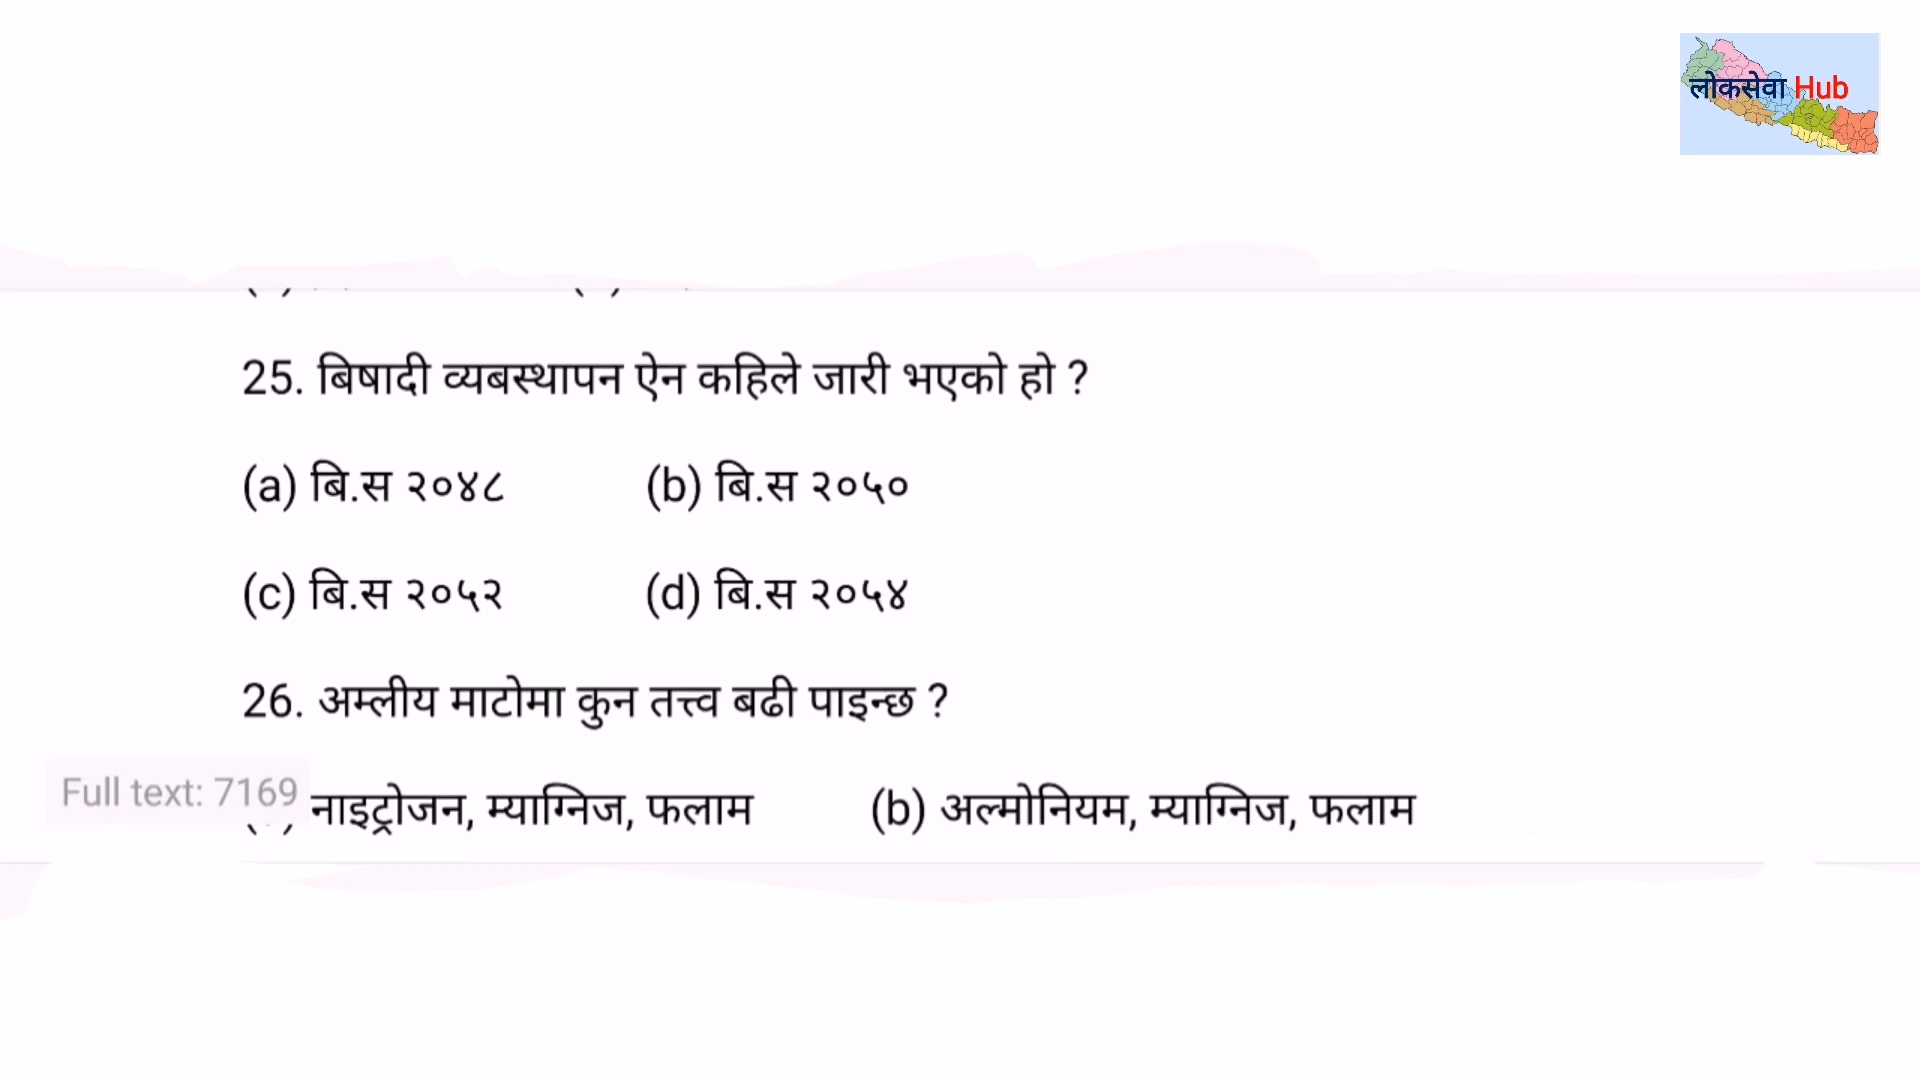 लोकसेवा Hub
25. बिषादी व्यबस्थापन ऐन कहिले जारी भएको हो ?
(a) बि.स २०४८ (b) बि.स २०५०
(c) बि.स २०५२ (d) बि.स २०५४
26. अम्लीय माटोमा कुन तत्त्व बढी पाइन्छ ?
Full text: 7169
नाइट्रोजन, म्याग्निज, फलाम (b) अल्मोनियम, म्याग्निज, फलाम